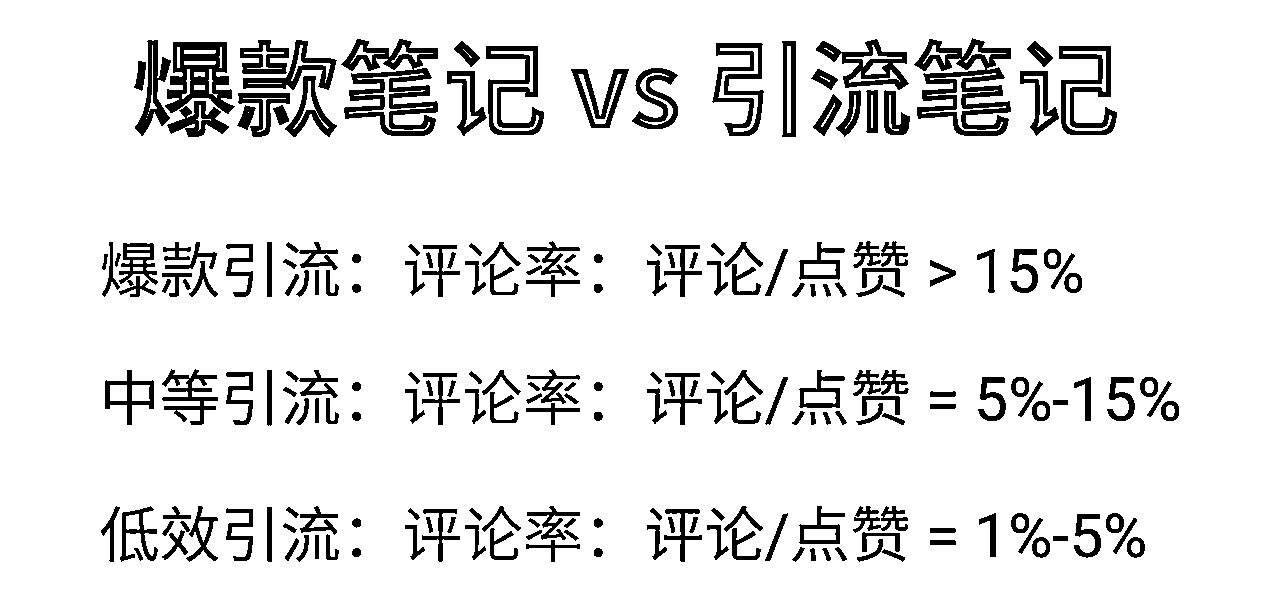 爆款笔记 vs 引流笔记
爆款引流：评论率：评论/点赞 > 15%
中等引流：评论率：评论/点赞 = 5%-15%
低效引流：评论率：评论/点赞 = 1%-5%